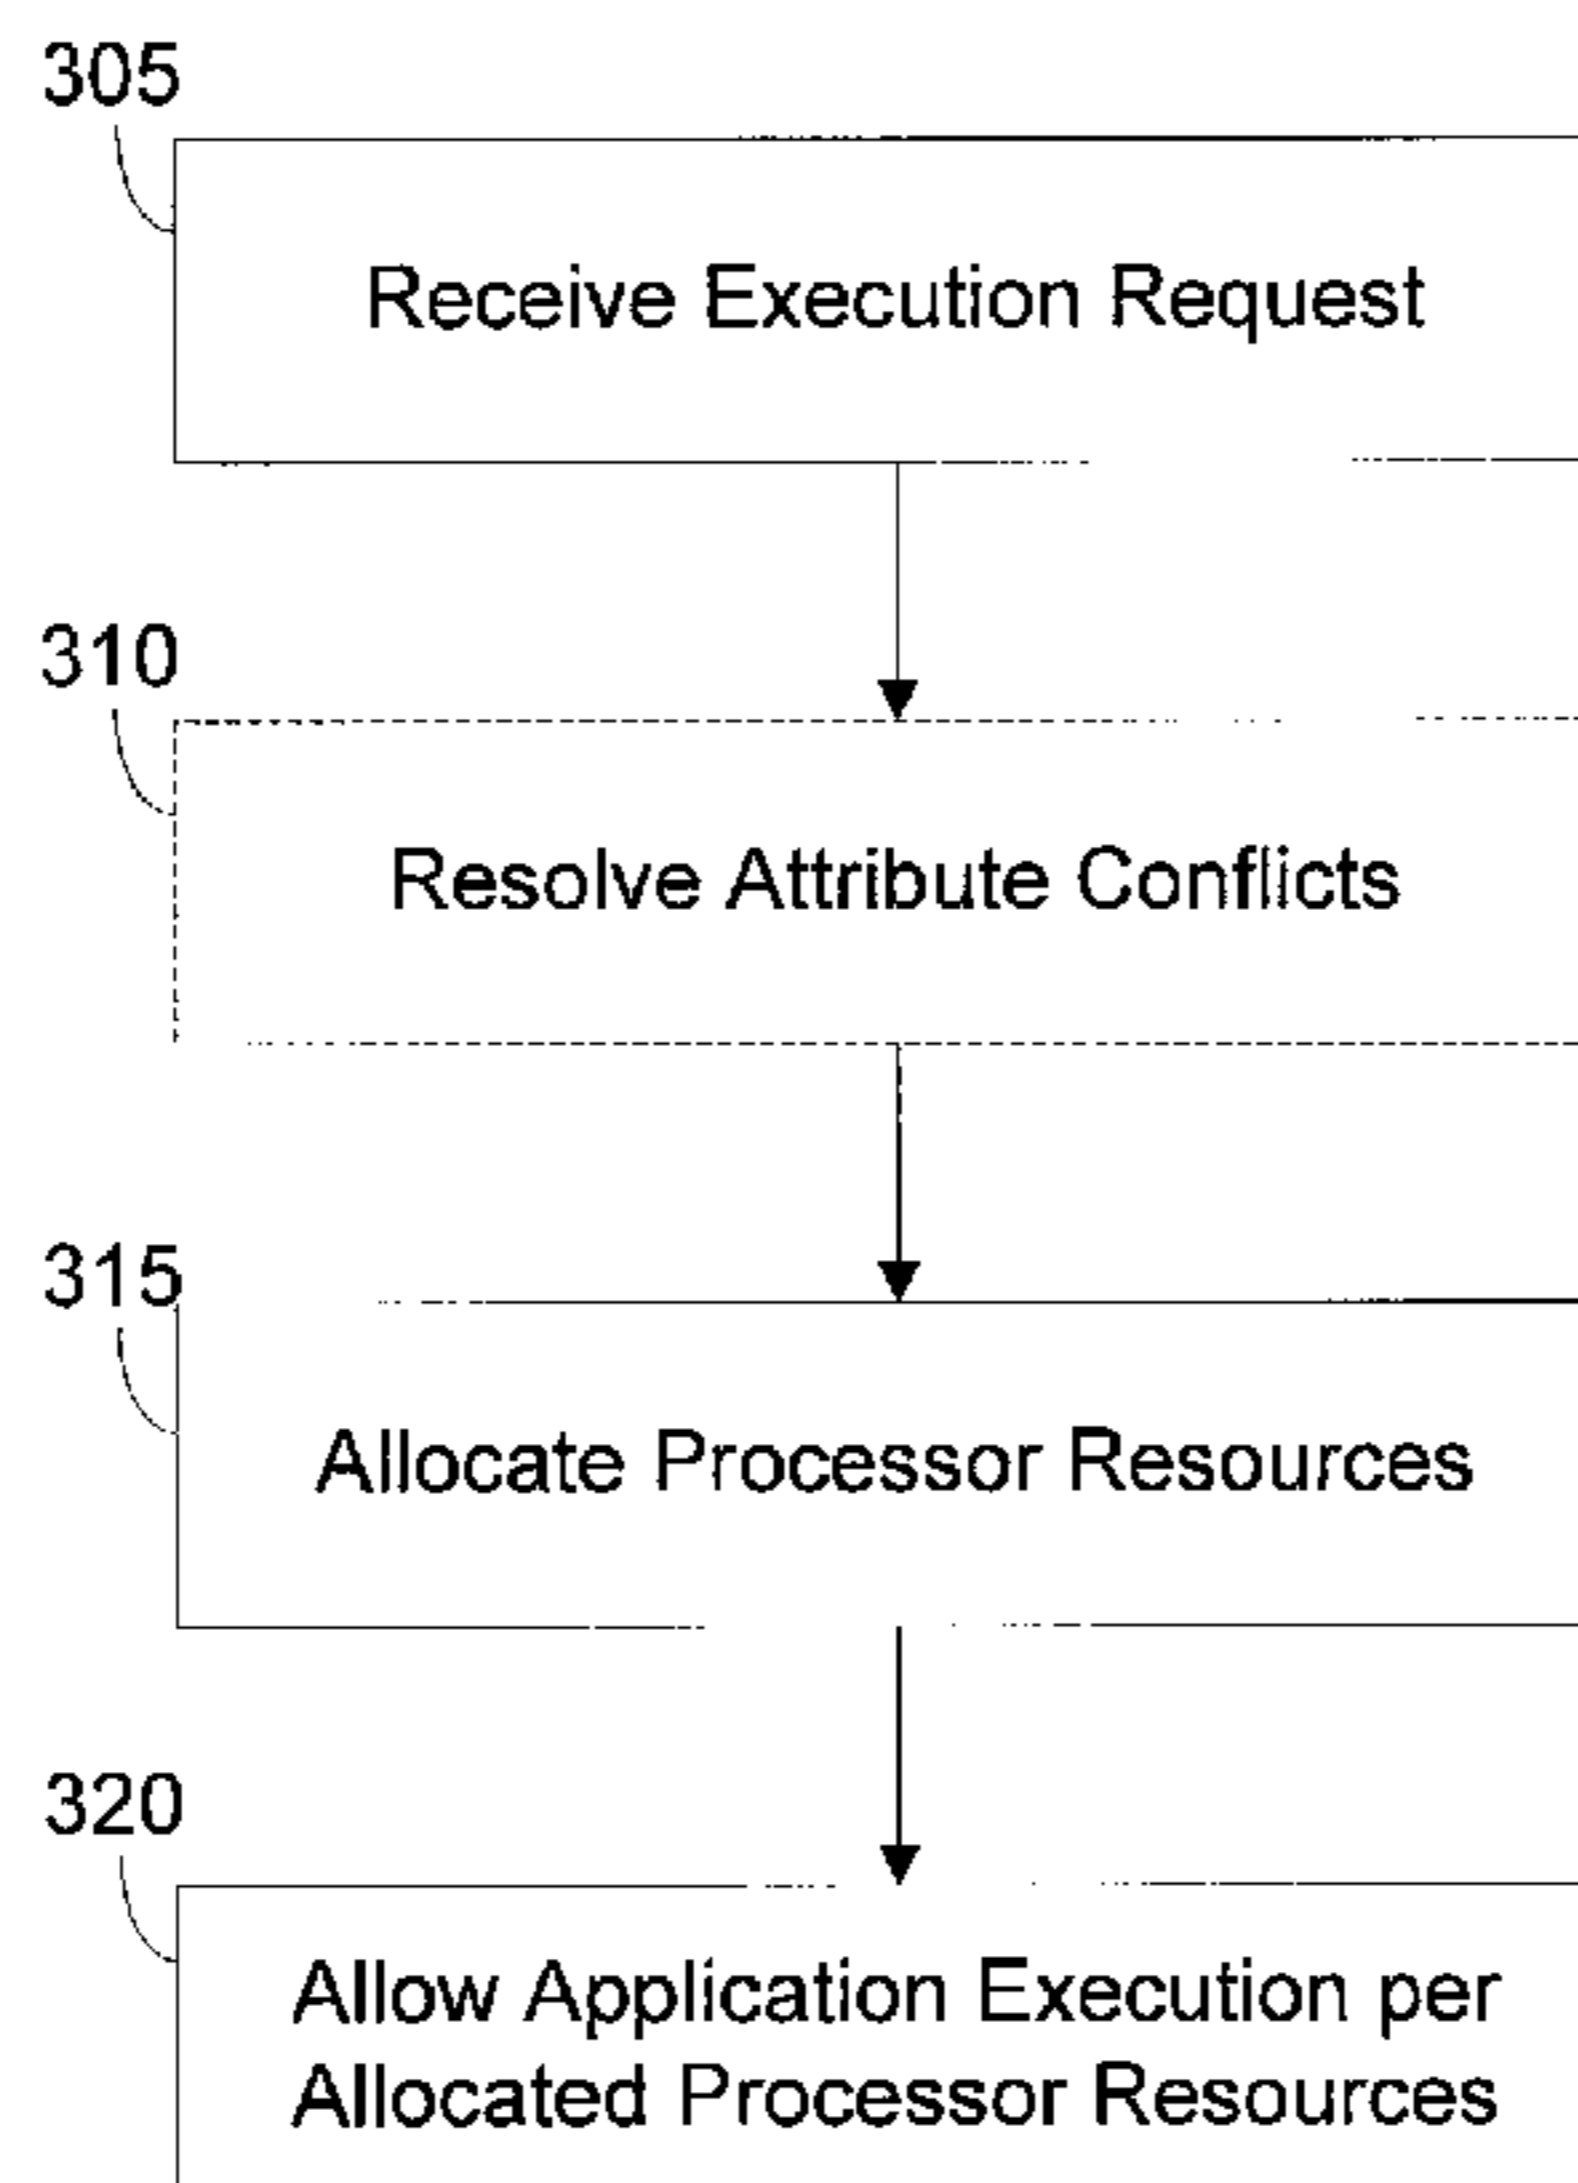 305
Receive Execution Request
310
Resolve Attribute Conflicts
315
Allocate Processor Resources
320
Allow Application Execution per
Allocated Processor Resources